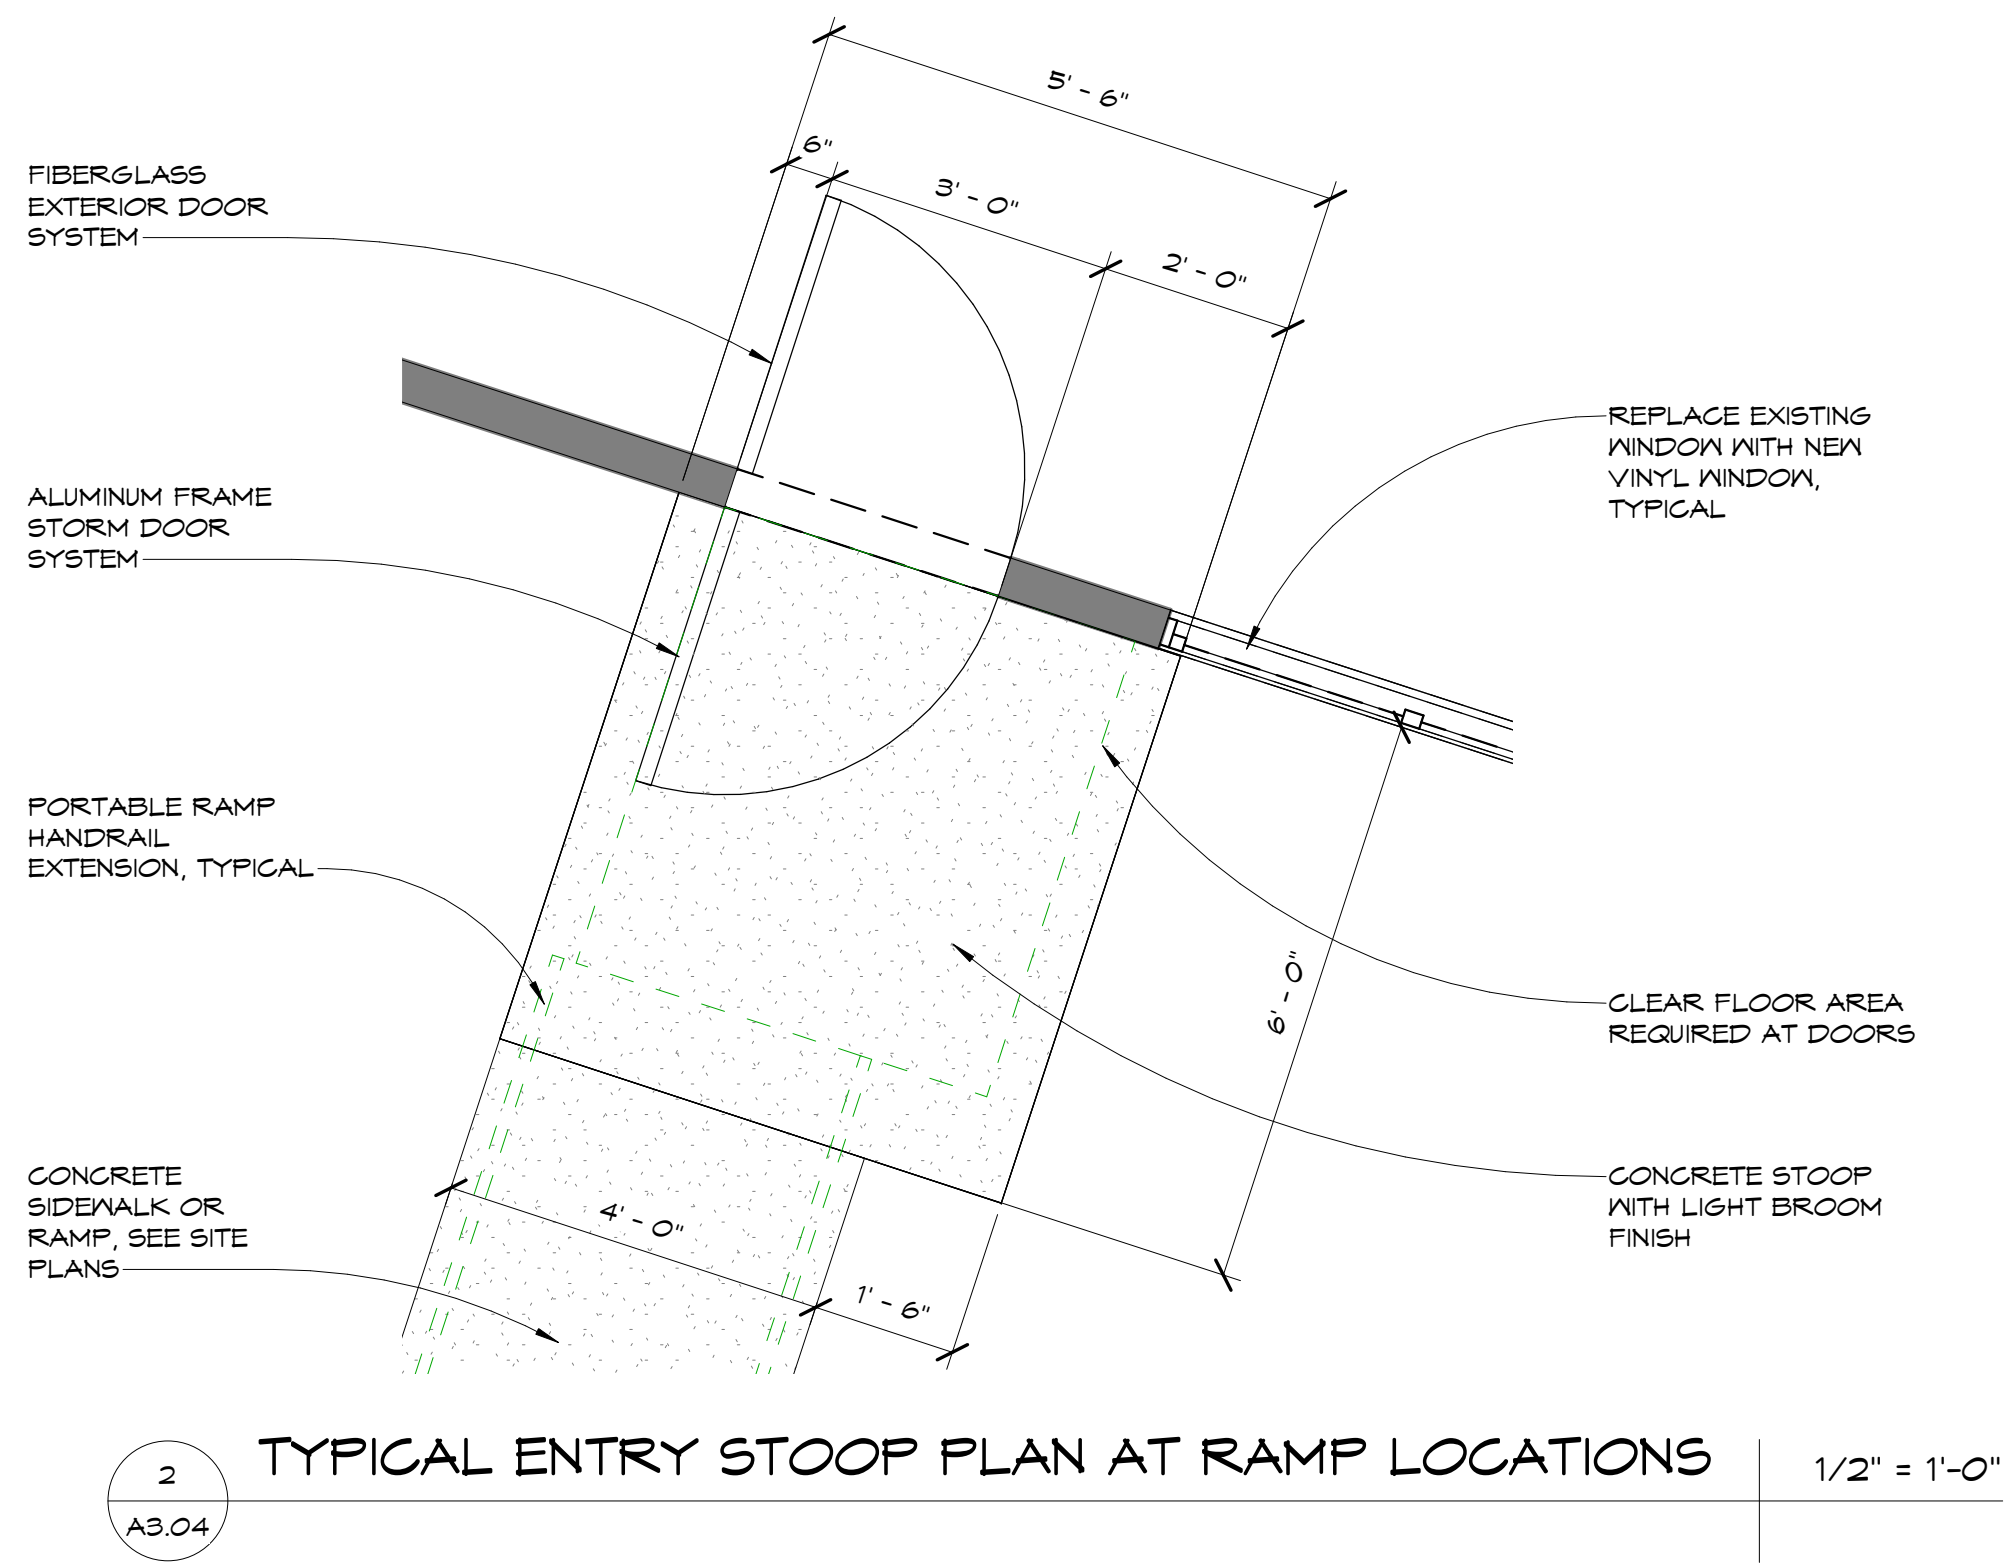 5' - 6"
6"
3' - 0"
2' - 0"
FIBERGLASS
EXTERIOR DOOR
SYSTEM
REPLACE EXISTING
WINDOW WITH NEW
VINYL WINDOW,
TYPICAL
ALUMINUM FRAME
STORM DOOR
SYSTEM
PORTABLE RAMP
HANDRAIL
EXTENSION, TYPICAL
6' - 0"
CLEAR FLOOR AREA
REQUIRED AT DOORS
CONCRETE STOOP
WITH LIGHT BROOM
FINISH
CONCRETE
SIDEWALK OR
RAMP, SEE SITE
PLANS
4' - 0"
1' - 6"
2
A3.04
TYPICAL ENTRY STOOP PLAN AT RAMP LOCATIONS
1/2" = 1'-0"